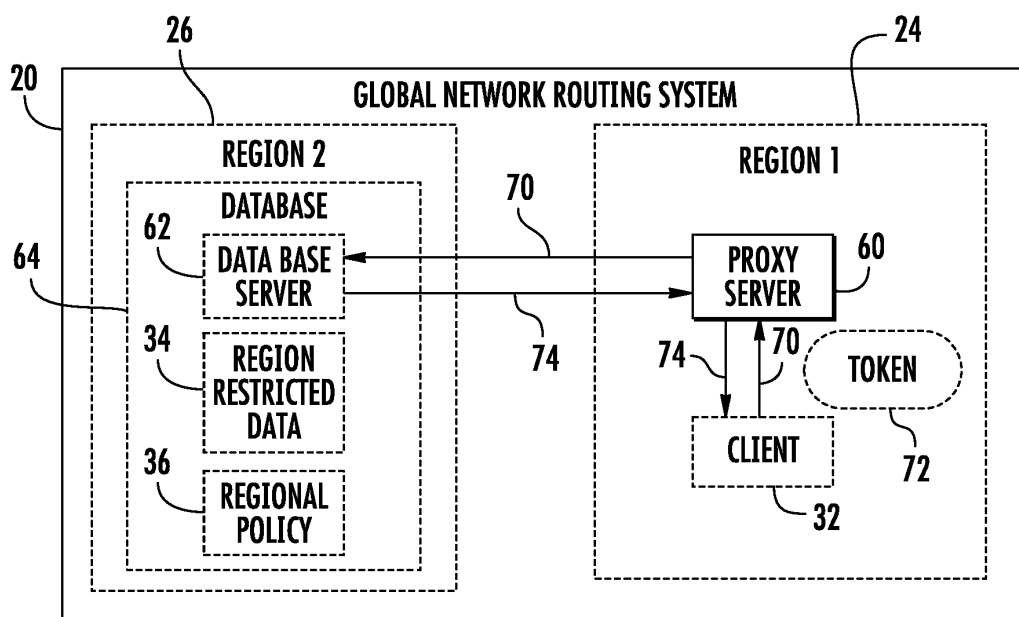 26
24
20
GLOBAL NETWORK ROUTING SYSTEM
REGION 2
REGION 1
DATABASE
70
62
DATA BASE
SERVER
PROXY
SERVER
60
64
74
34
REGION
RESTRICTED
DATA
74
70
TOKEN
CLIENT
72
36
REGIONAL
POLICY
32